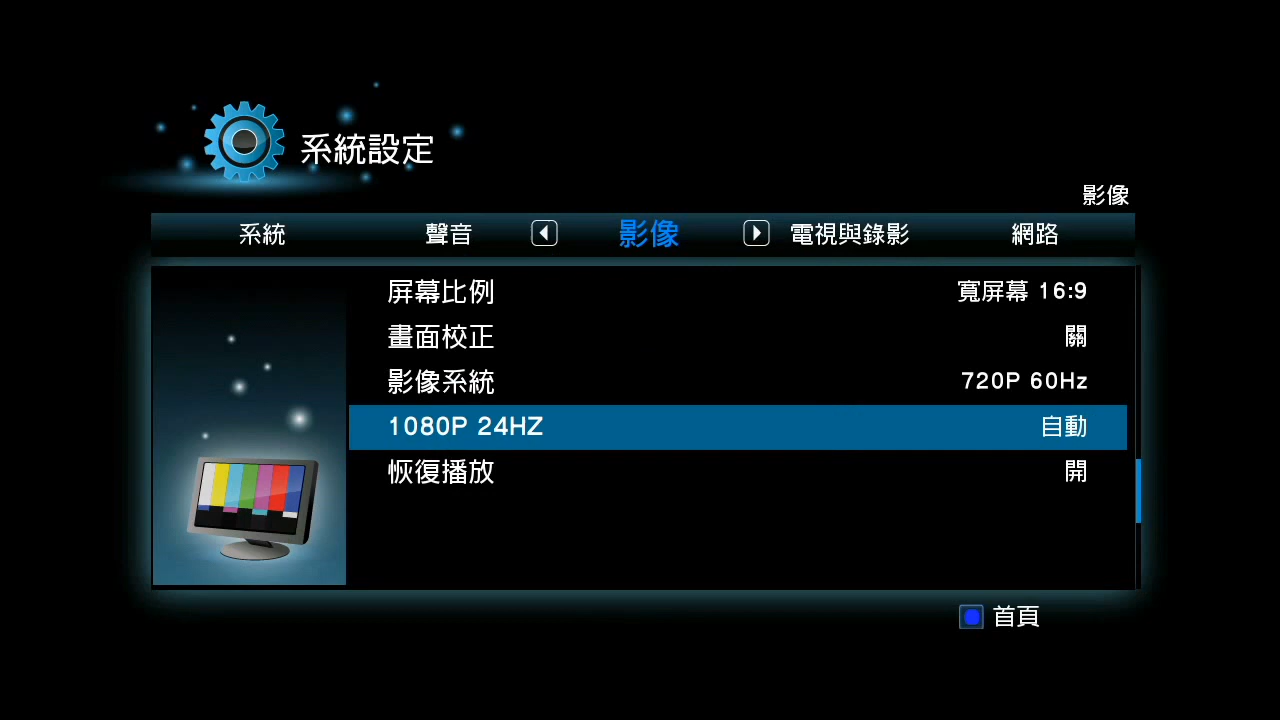 系統設定
影像
系統 聲音 影像 電視與錄影 網路
屏幕比例 寬屏幕 16:9
畫面校正 關
影像系統 720P 60Hz
1080P 24HZ 自動
恢復播放 開
首頁